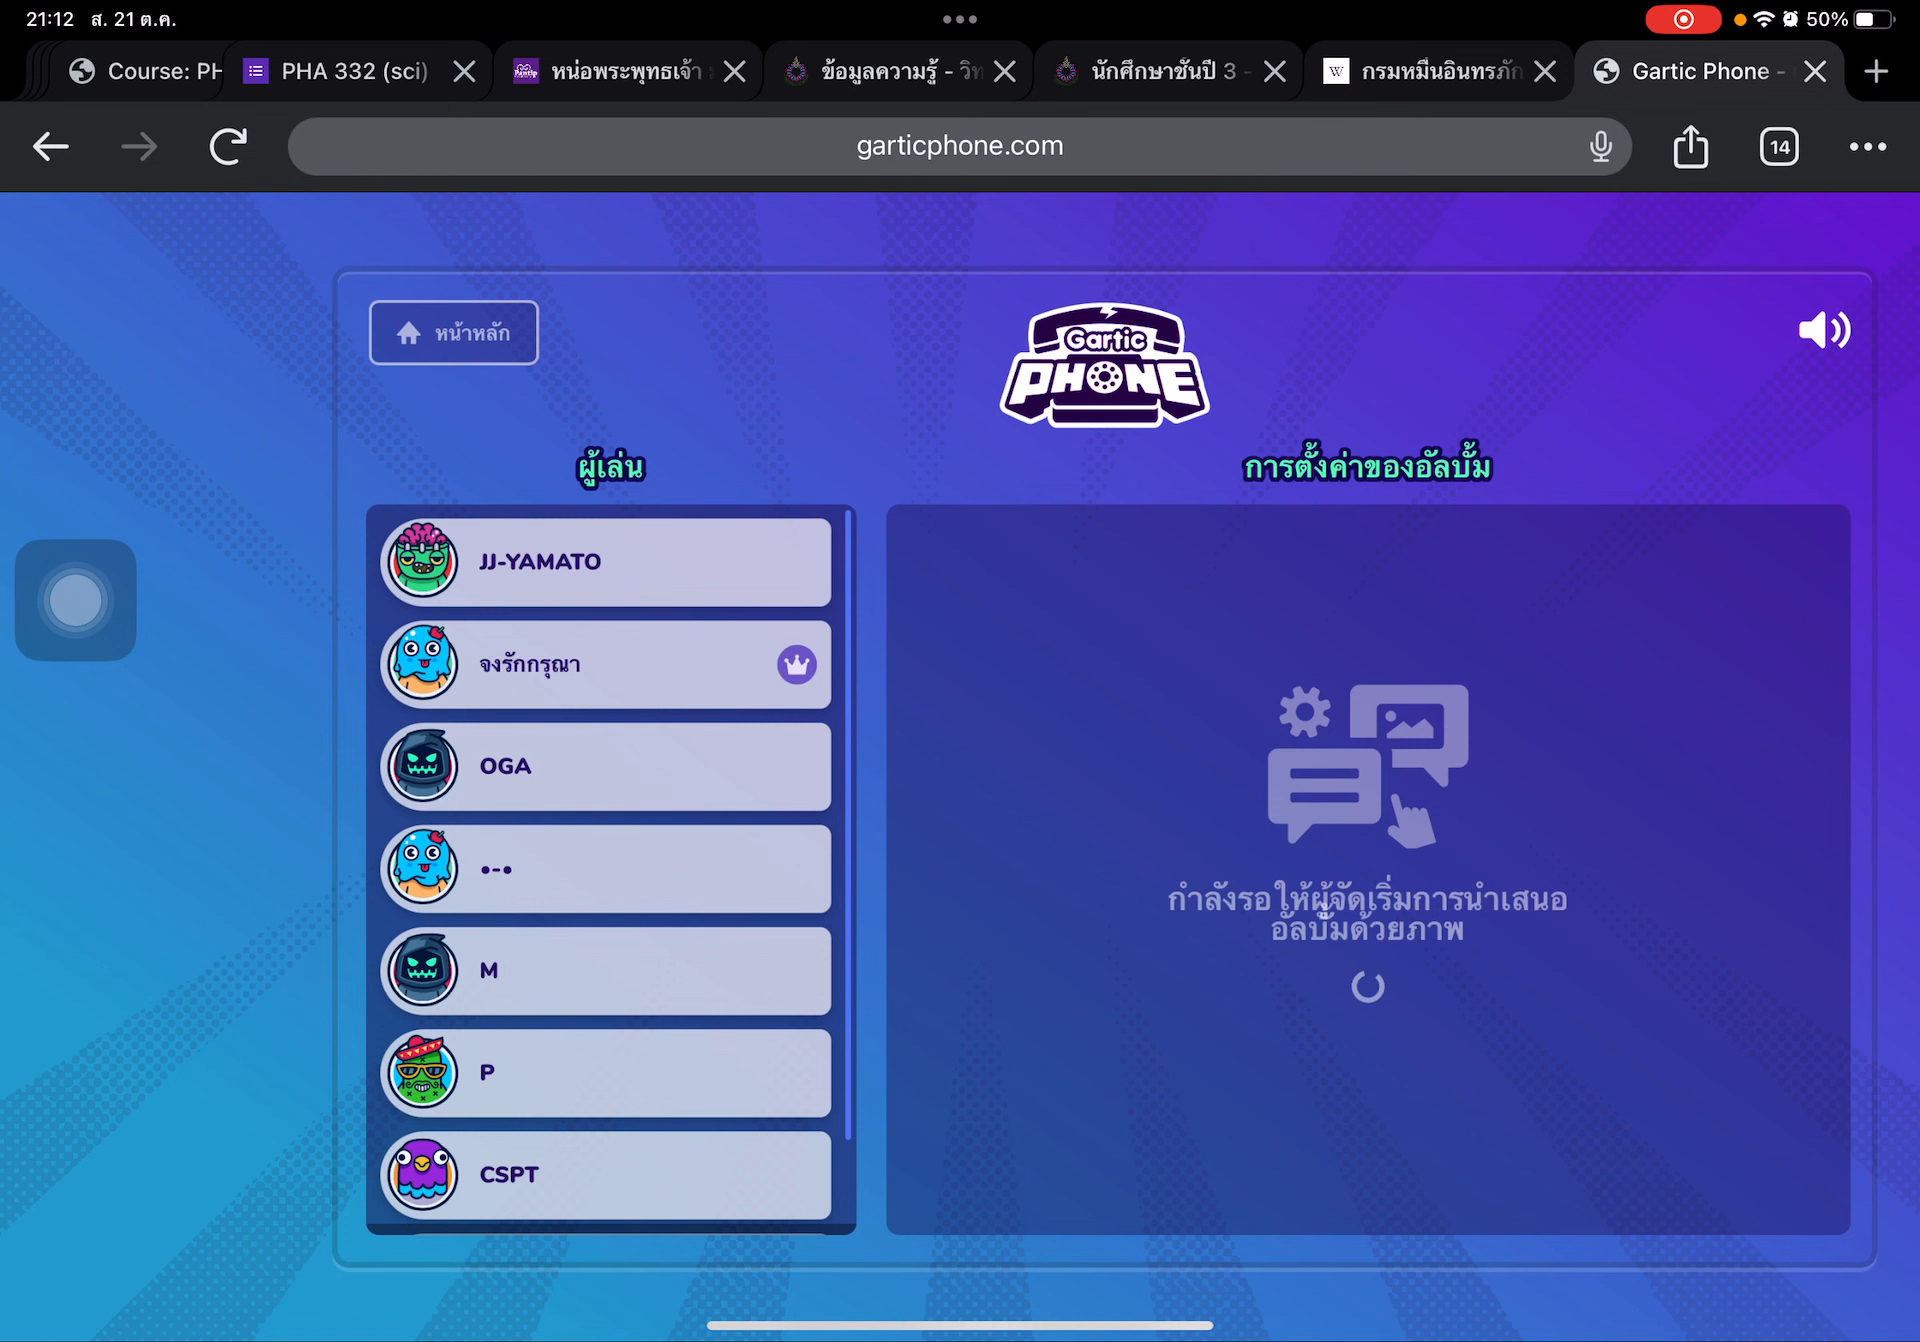 21:12 ส. 21 ต.ค.
50%
Course: PH
PHA 332 (sci)
หน่อพระพุทธเจ้า
ข้อมูลความรู้ - วิท
นักศึกษาชั้นปี 3 -
W กรมหมื่นอินทรภัก
Gartic Phone -
garticphone.com
14
หน้าหลัก
Gartic
PHONE
ผู้เล่น
การตั้งค่าของอัลบั้ม
JJ-YAMATO
จงรักกรุณา
OGA
•-•
M
P
CSPT
กำลังรอให้ผู้จัดเริ่มการนำเสนอ
อัลบั้มด้วยภาพ